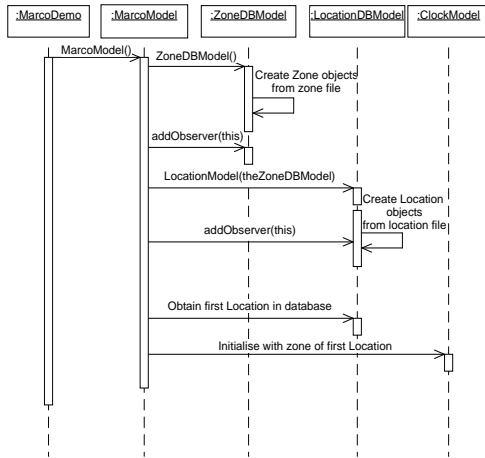 :MarcoDemo
:MarcoModel
:ZoneDBModel
:LocationDBModel
:ClockModel
MarcoModel()
ZoneDBModel()
Create Zone objects
from zone file
addObserver(this)
LocationModel(theZoneDBModel)
Create Location
objects
from location file
addObserver(this)
Obtain first Location in database
Initialise with zone of first Location